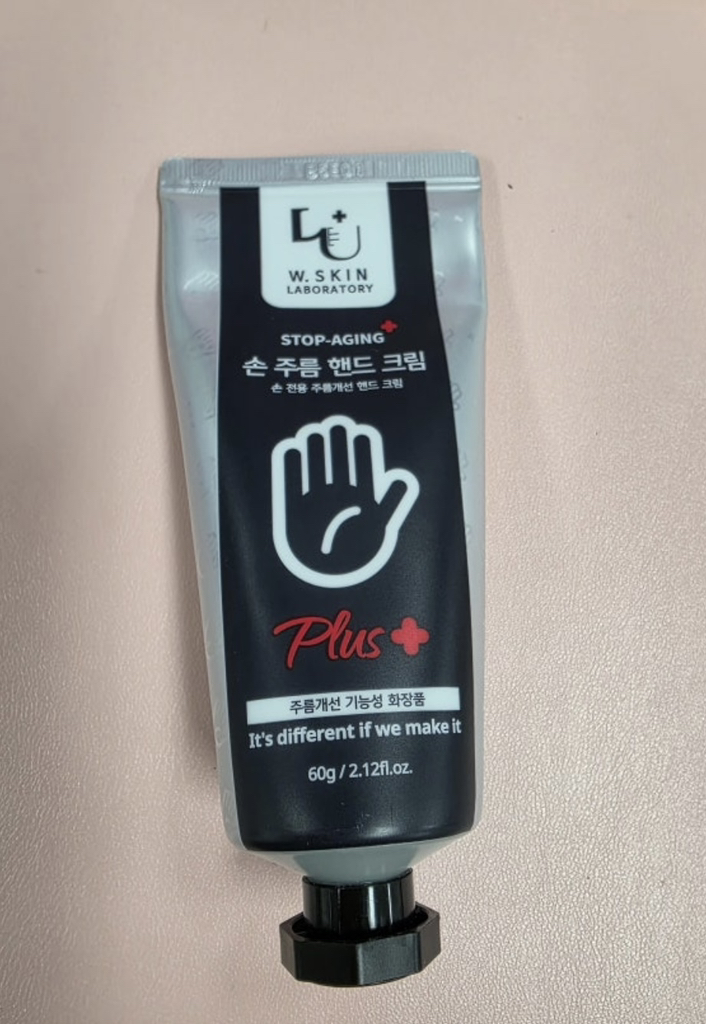 W. SKIN
LABORATORY
STOP-AGING
손 주름 핸드 크림
손 전용 주름개선 핸드 크림
Plus
주름개선 기능성 화장품
It's different if we make it
60g / 2.12fl.oz.